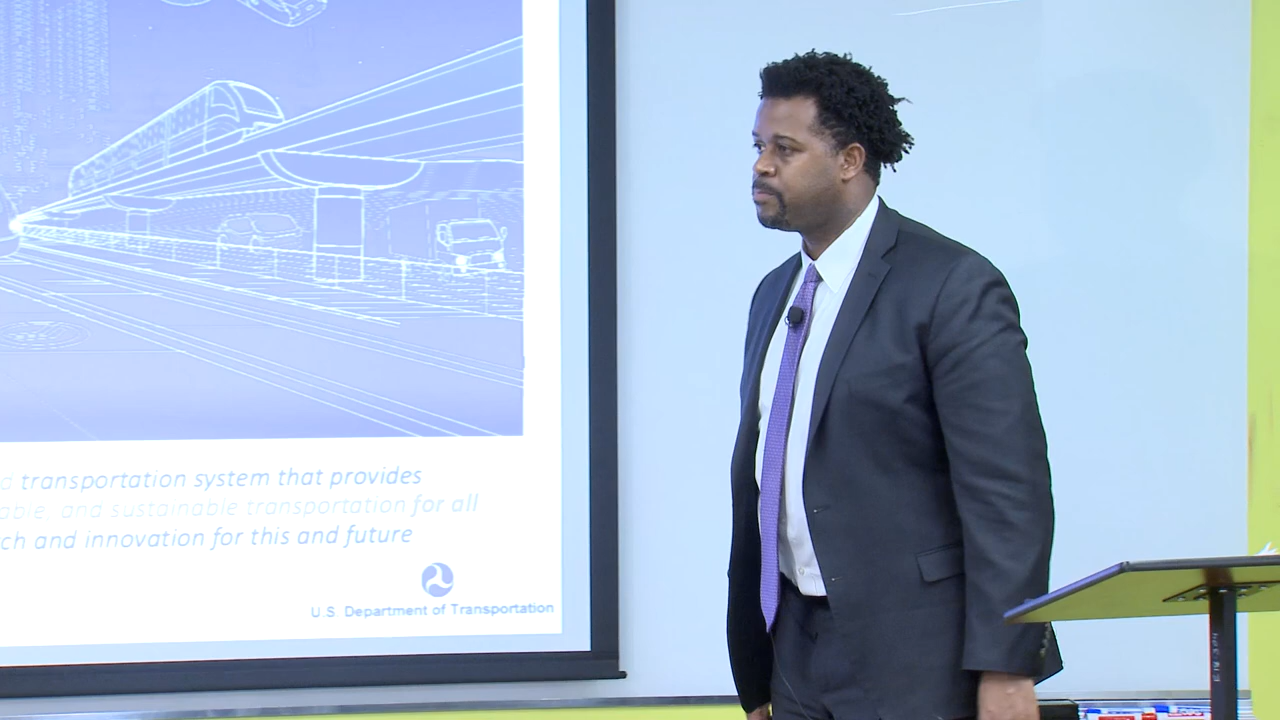 transportation system that provides
able, and sustainable transportation for all
ch and innovation for this and future
U.S Department of Transportation